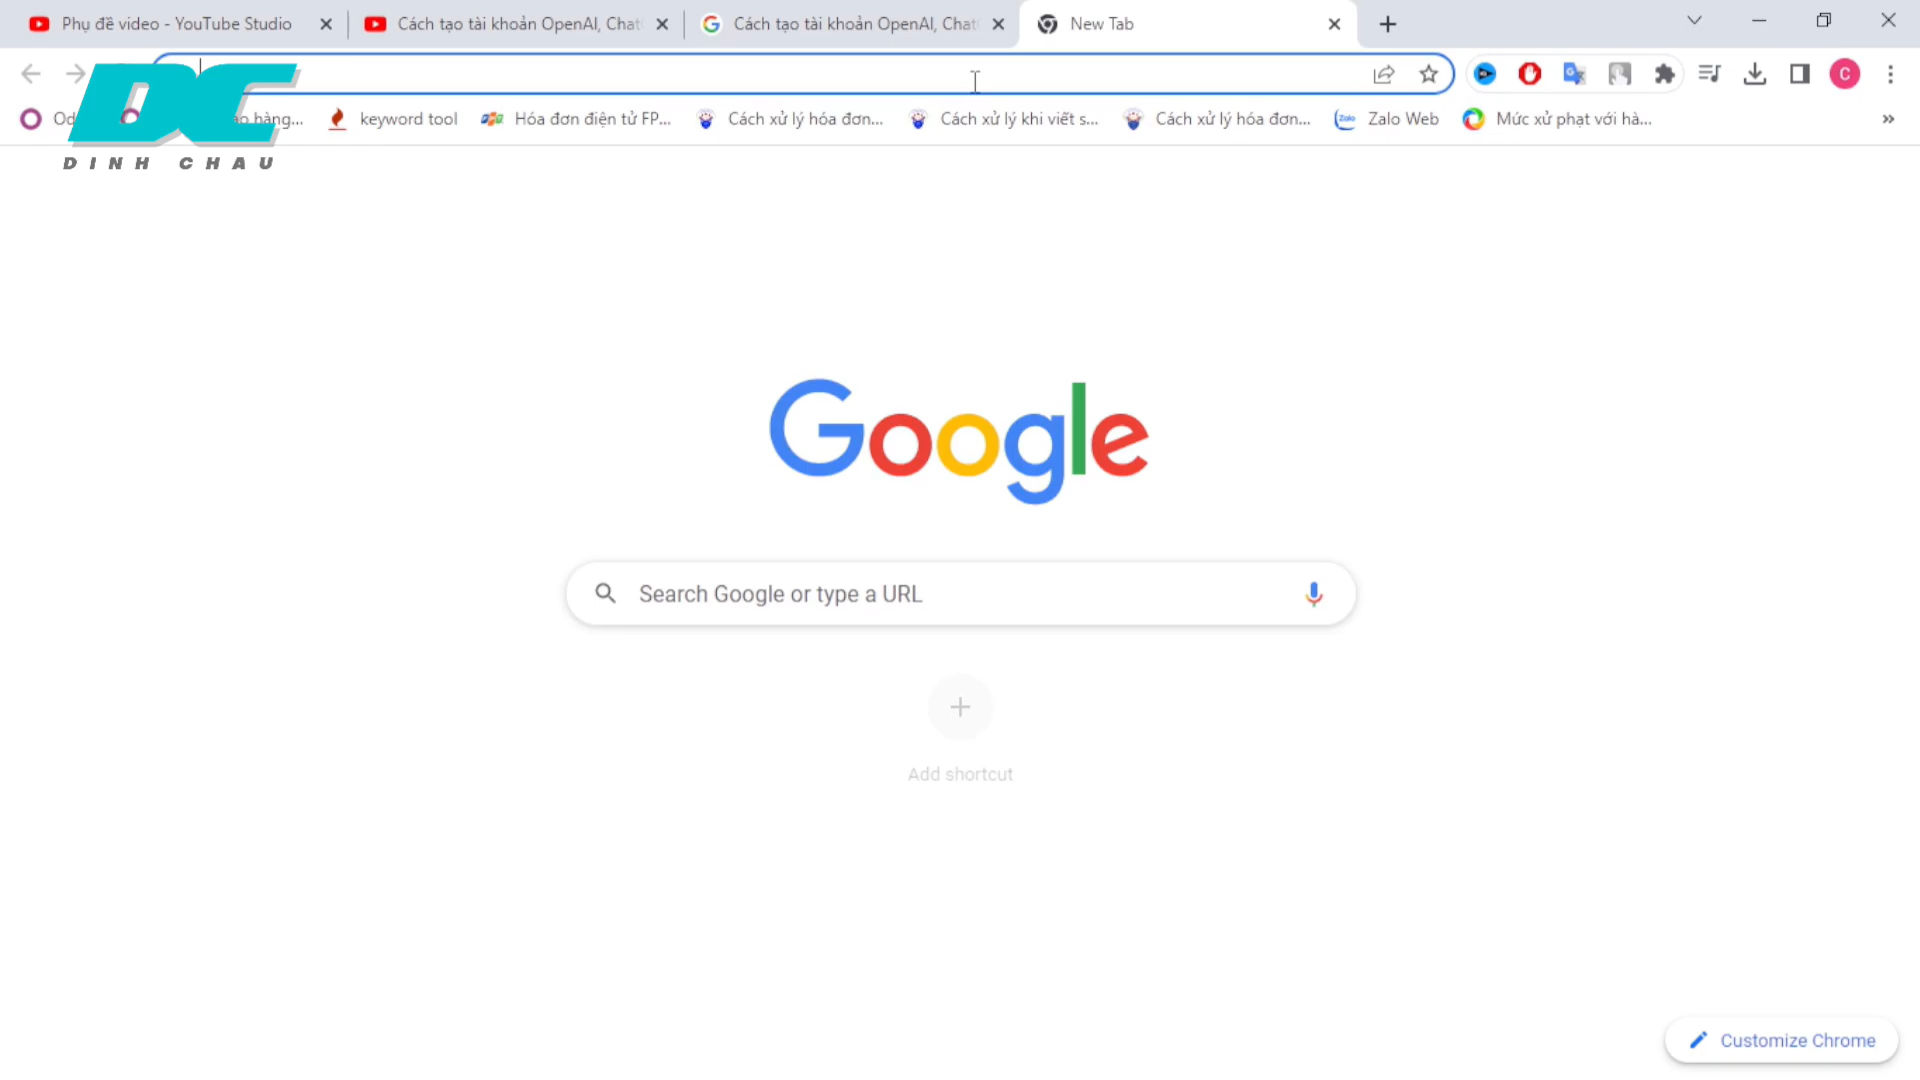 Phụ đề video - YouTube Studio
Cách tạo tài khoản OpenAI, Chat
Cách tạo tài khoản OpenAI, Chat
New Tab
C
DC
DINH CHAU
hàng...
keyword tool
Hóa đơn điện tử FP...
Cách xử lý hóa đơn...
Cách xử lý khi viết s...
Cách xử lý hóa đơn...
Zalo Web
Mức xử phạt với hà...
Google
Search Google or type a URL
Add shortcut
Customize Chrome